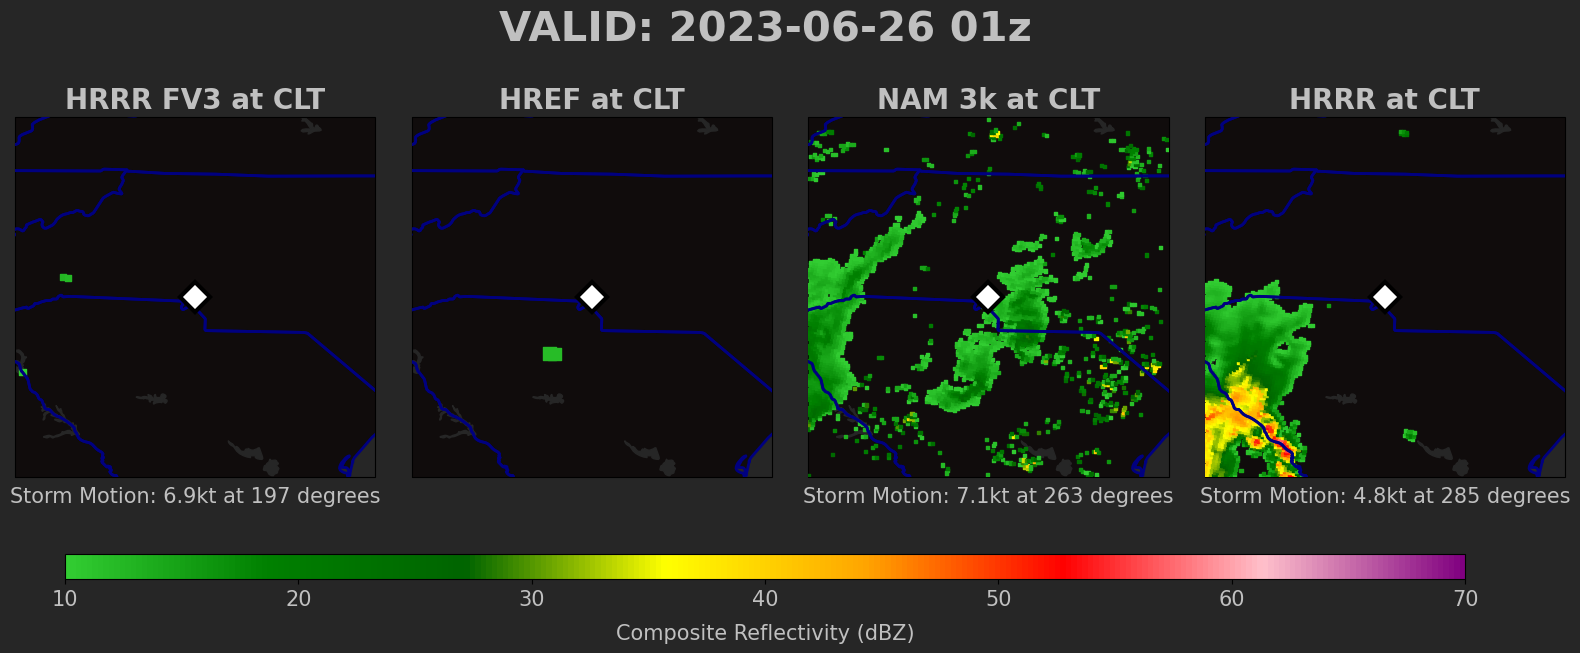 VALID: 2023-06-26 01z
HRRR FV3 at CLT
HREF at CLT
NAM 3k at CLT
HRRR at CLT
Storm Motion: 6.9kt at 197 degrees
Storm Motion: 7.1kt at 263 degrees
Storm Motion: 4.8kt at 285 degrees
10 20 30 40 50 60 70
Composite Reflectivity (dBZ)